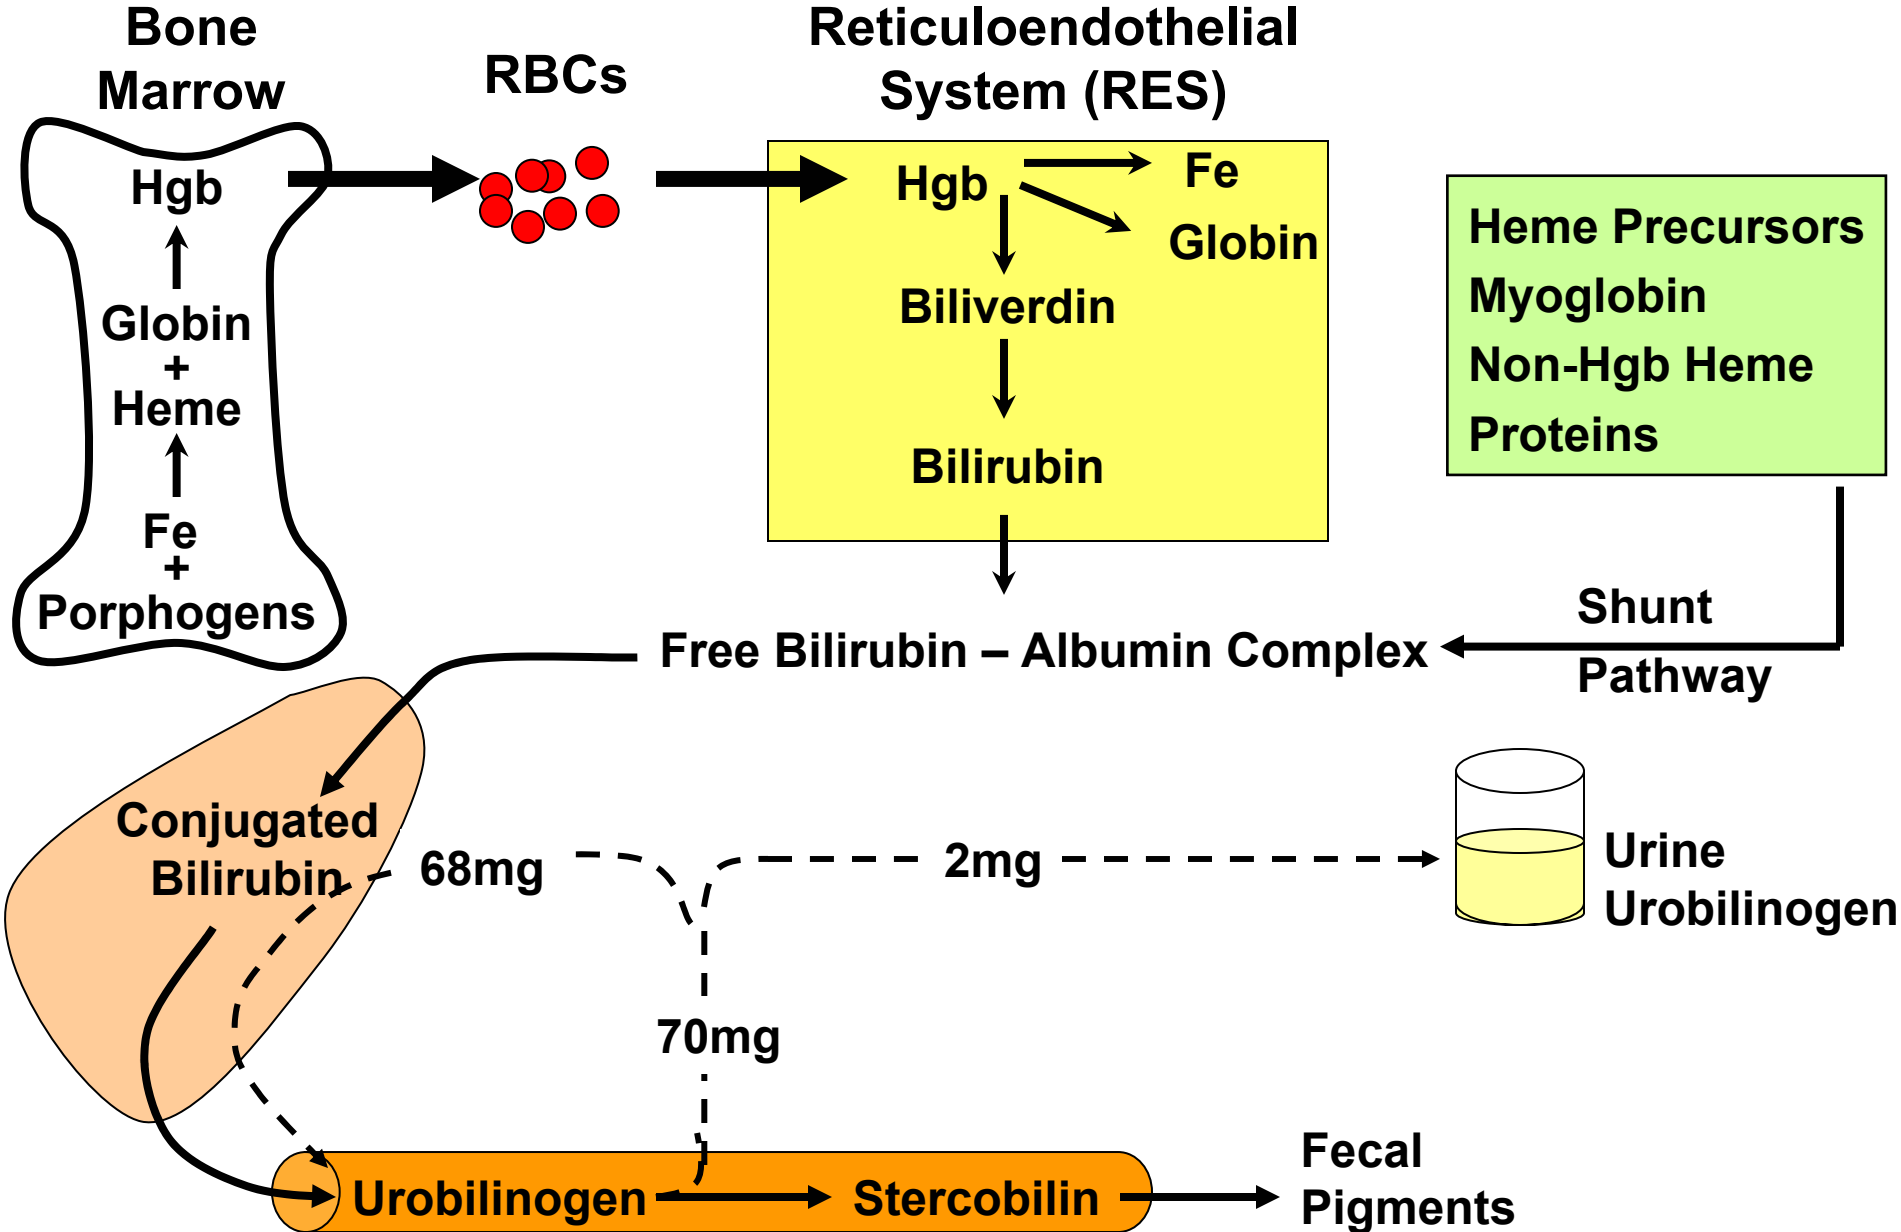 Bone
Marrow
RBCs
Reticuloendothelial
System (RES)
Hgb
Globin
+
Heme
Fe
+
Porphogens
Hgb
Fe
Globin
Biliverdin
Bilirubin
Heme Precursors
Myoglobin
Non-Hgb Heme
Proteins
Shunt
Pathway
Free Bilirubin – Albumin Complex
Conjugated
Bilirubin
68mg
2mg
70mg
Urine
Urobilinogen
Urobilinogen
Stercobilin
Fecal
Pigments